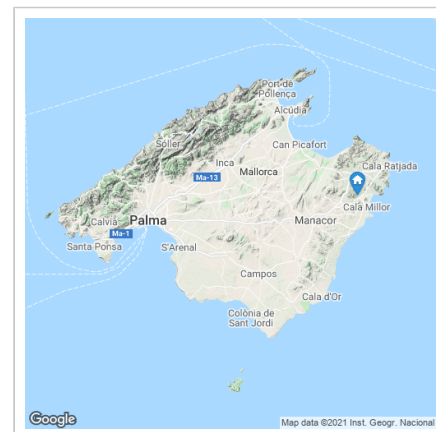 Port de
Pollença
Alcúdia
Sóller
Can Picafort
Cala Ratjada
Inca
Mallorca
Ma-13
Cala Millor
Calvià
Palma
Manacor
Ma-1
Santa Ponsa
S'Arenal
Campos
Cala d'Or
Colònia de
Sant Jordi
Google
Map data ©2021 Inst. Geogr. Nacional